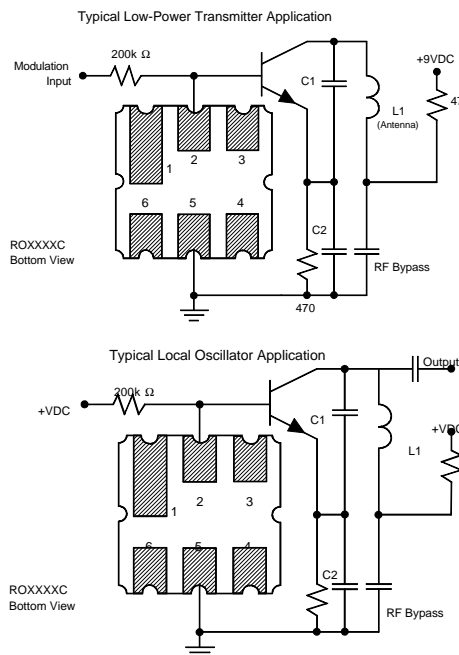 Typical Low-Power Transmitter Application
200k Ω
Modulation
Input
C1
+9VDC
47
L1
(Antenna)
1
2
3
6
5
4
ROXXXXC
Bottom View
C2
RF Bypass
470
Typical Local Oscillator Application
Output
200k Ω
+VDC
C1
+VDC
L1
1
2
3
6
5
4
ROXXXXC
Bottom View
C2
RF Bypass